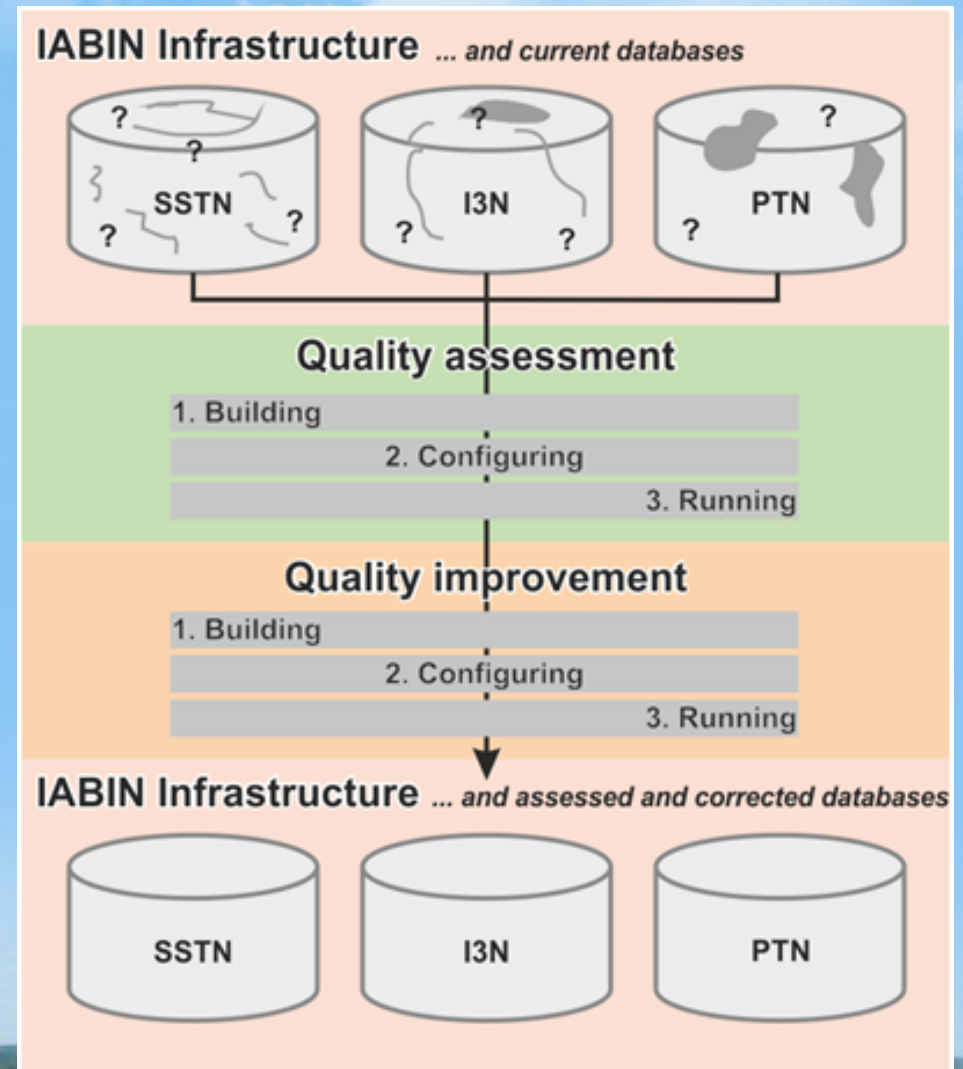 IABIN Infrastructure ... and current databases
? ? ? ?
SSTN
? ? ?
I3N
? ?
PTN
Quality assessment
1. Building
2. Configuring
3. Running
Quality improvement
1. Building
2. Configuring
3. Running
IABIN Infrastructure ... and assessed and corrected databases
SSTN
I3N
PTN